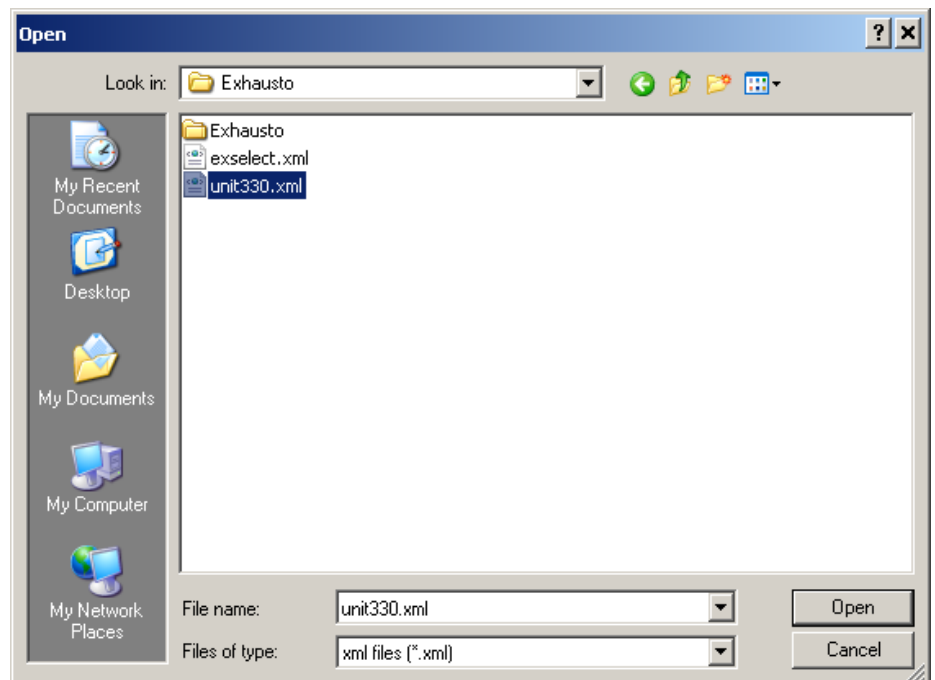 Open
Look in: Exhausto
Exhausto
exselect.xml
unit330.xml
My Recent
Documents
Desktop
My Documents
My Computer
My Network
Places
File name: unit330.xml Open
Files of type: xml files (*.xml) Cancel